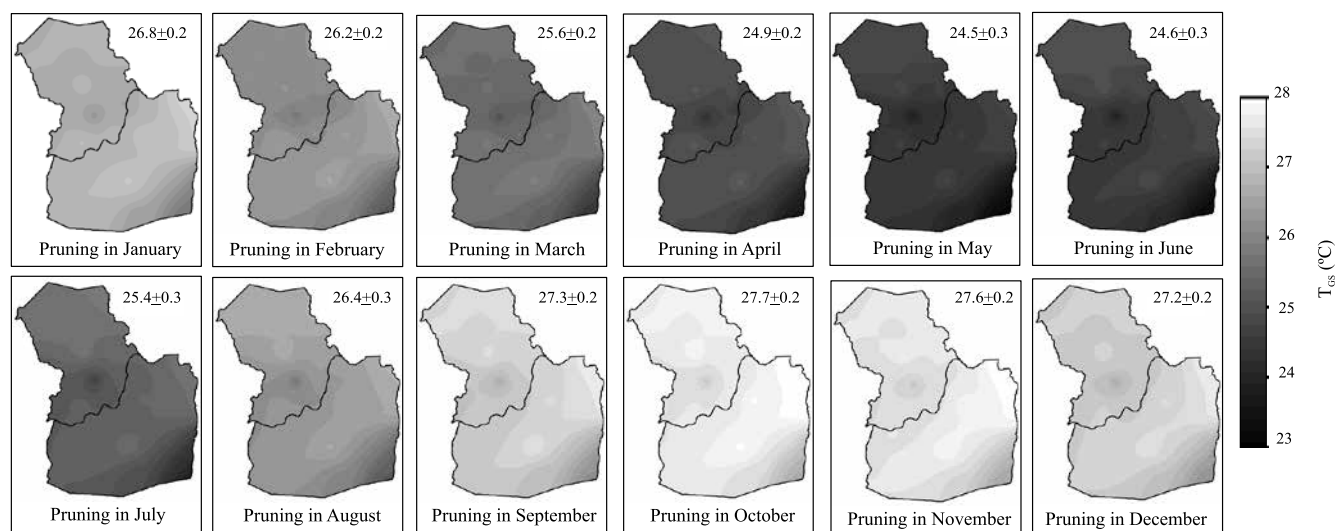 26.8±0.2
26.2±0.2
25.6±0.2
24.9±0.2
24.5±0.3
24.6±0.3
Pruning in January
Pruning in February
Pruning in March
Pruning in April
Pruning in May
Pruning in June
25.4±0.3
26.4±0.3
27.3±0.2
27.7±0.2
27.6±0.2
27.2±0.2
Pruning in July
Pruning in August
Pruning in September
Pruning in October
Pruning in November
Pruning in December
28
27
26
25
24
23
TGS (ºC)